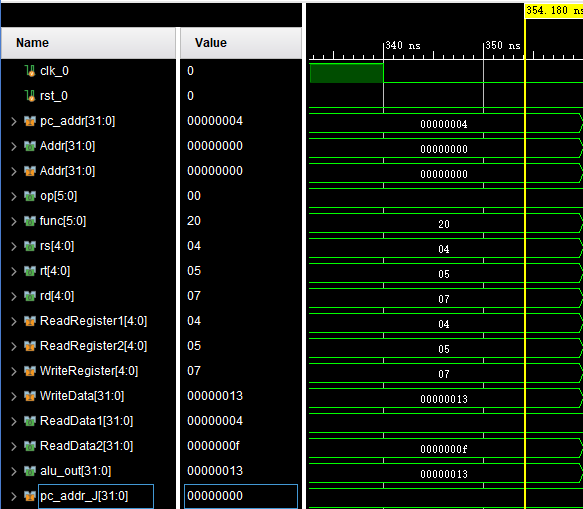 354.180 ns
Name Value
340 ns 350 ns
clk_0 0
rst_0 0
pc_addr[31:0] 00000004 00000004
Addr[31:0] 00000000 00000000
Addr[31:0] 00000000 00000000
op[5:0] 00
func[5:0] 20 20
rs[4:0] 04 04
rt[4:0] 05 05
rd[4:0] 07 07
ReadRegister1[4:0] 04 04
ReadRegister2[4:0] 05 05
WriteRegister[4:0] 07 07
WriteData[31:0] 00000013 00000013
ReadData1[31:0] 00000004
ReadData2[31:0] 0000000f 0000000f
alu_out[31:0] 00000013 00000013
pc_addr_J[31:0] 00000000